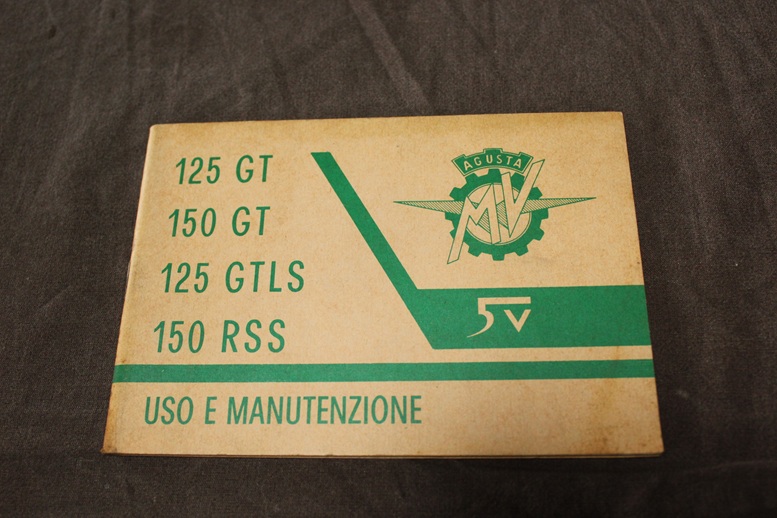 125 GT
150 GT
125 GTLS
150 RSS
AGUSTA
MV
5V
USO E MANUTENZIONE